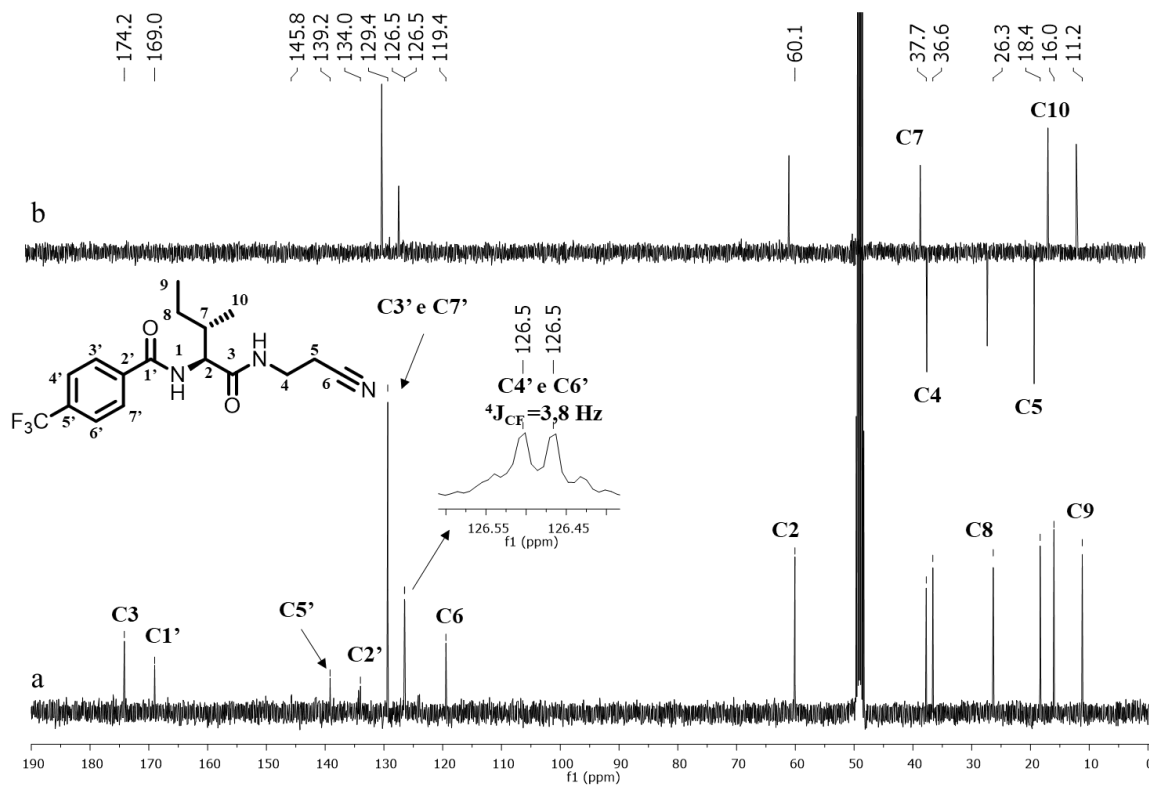 174.2
169.0
145.8
139.2
134.0
129.4
126.5
126.5
119.4
60.1
37.7
36.6
26.3
18.4
16.0
11.2
C10
C7
b
C4
C5
9
10
8
7
O
1
3
H
N
5
3'
2'
1'
N
H
2
O
4
6
N
4'
5'
6'
7'
F3C
C3' e C7'
126.5
126.5
C4' e C6'
⁴JCF=3,8 Hz
126.55
126.45
f1 (ppm)
C3
C1'
C5'
C2'
C6
C2
C8
C9
a
190 180 170 160 150 140 130 120 110 100 90 80 70 60 50 40 30 20 10 0
f1 (ppm)